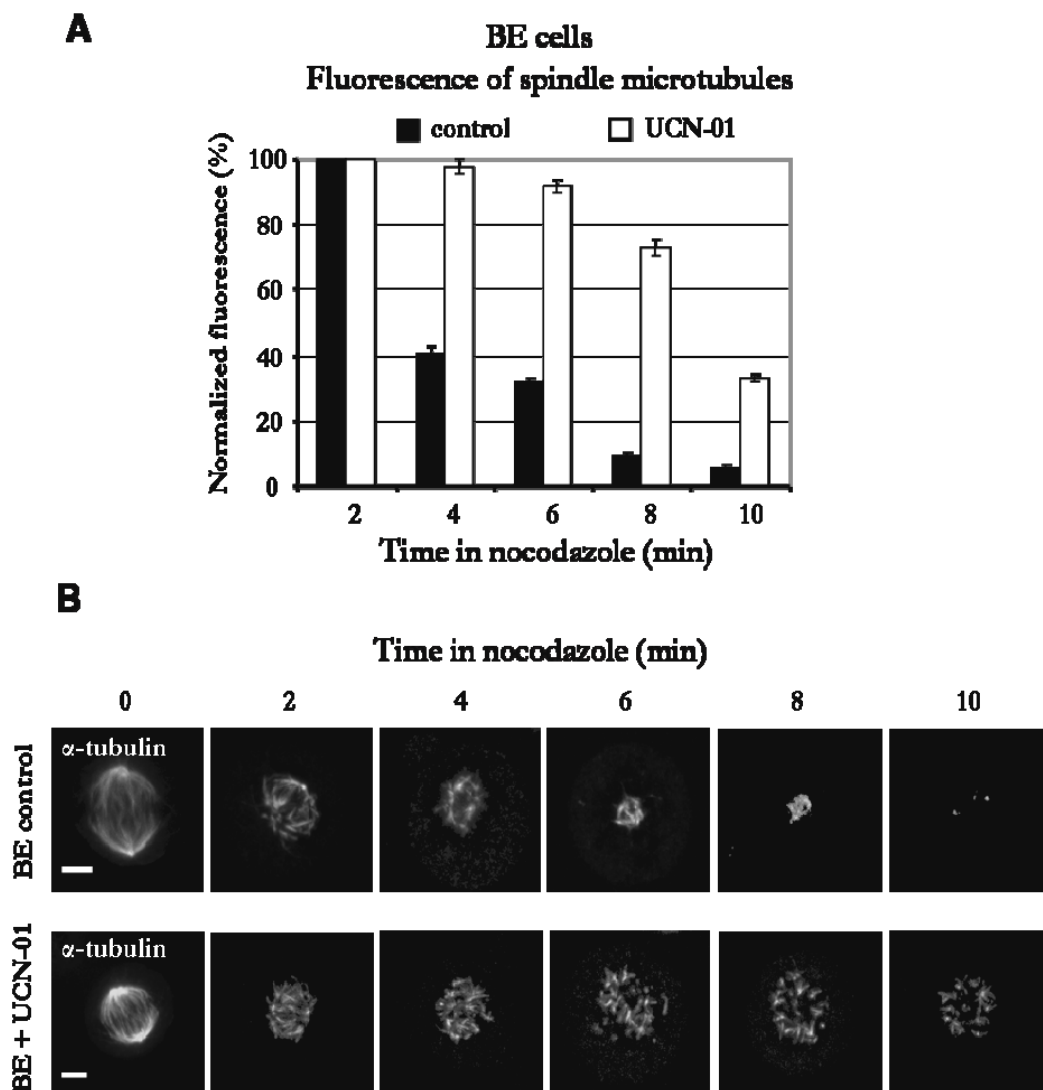 A
BE cells
Fluorescence of spindle microtubules
control UCN-01
Normalized fluorescence (%)
100
80
60
40
20
0
2 4 6 8 10
Time in nocodazole (min)
B
Time in nocodazole (min)
0 2 4 6 8 10
BE control
α-tubulin
BE + UCN-01
α-tubulin